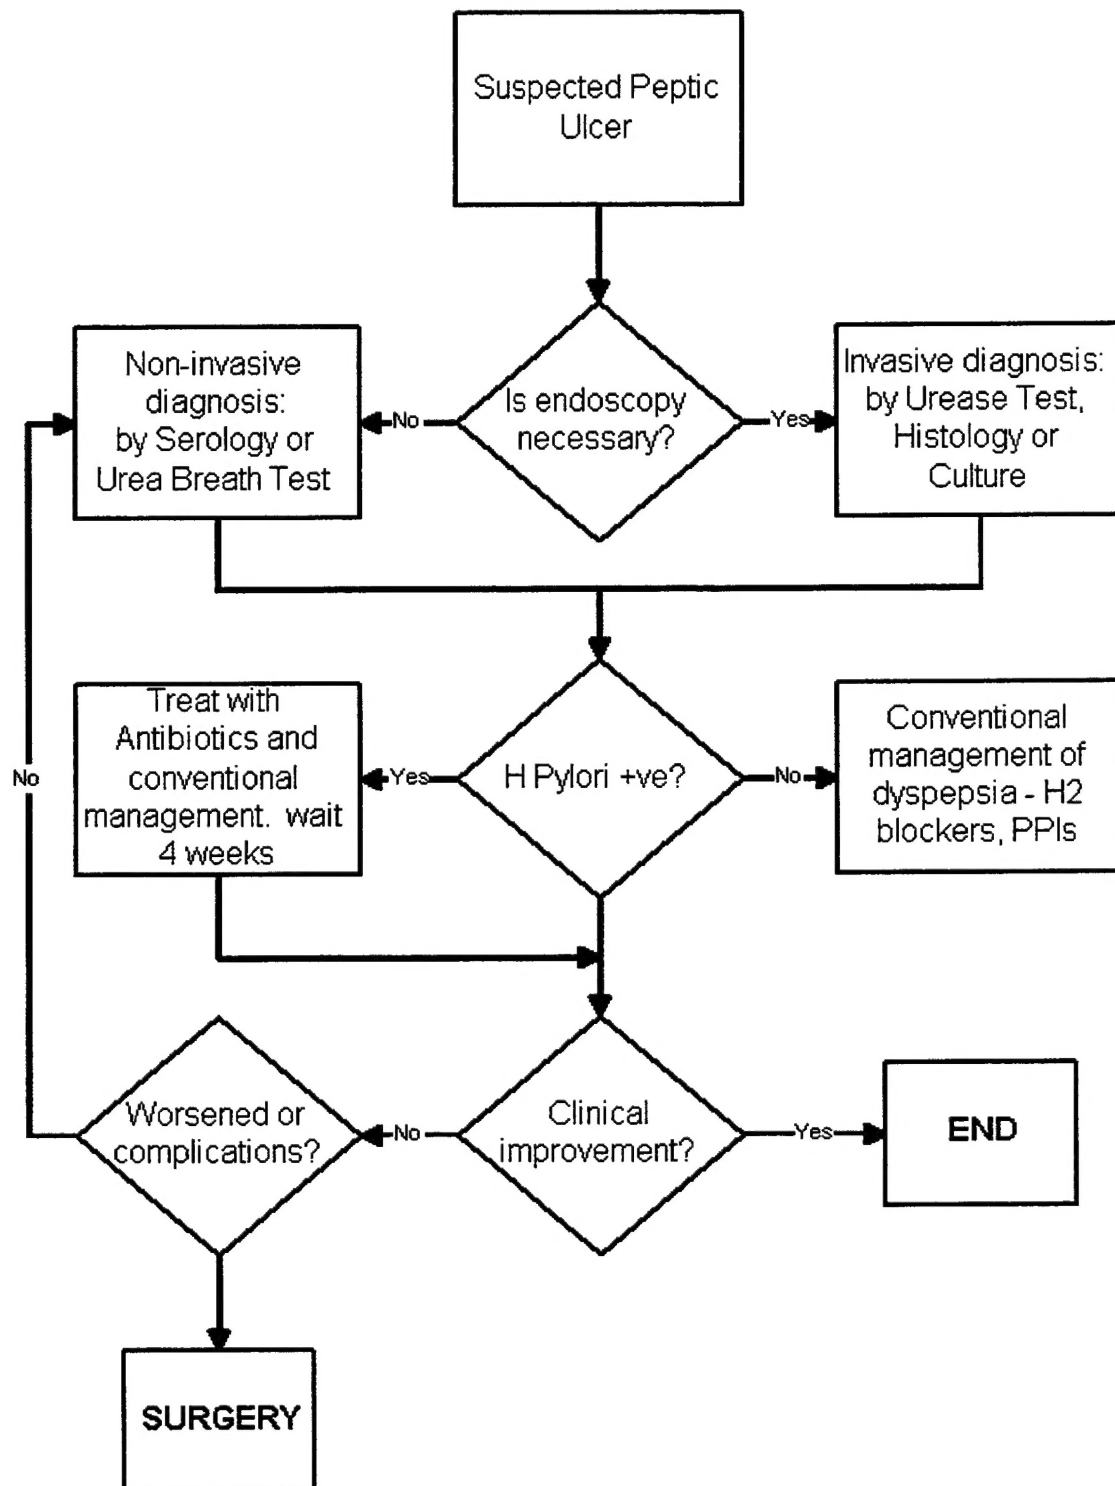 Suspected Peptic
Ulcer
Is endoscopy
necessary?
No
Yes
Non-invasive
diagnosis:
by Serology or
Urea Breath Test
Invasive diagnosis:
by Urease Test,
Histology or
Culture
H Pylori +ve?
Yes
No
Treat with
Antibiotics and
conventional
management. wait
4 weeks
Conventional
management of
dyspepsia - H2
blockers, PPIs
No
Clinical
improvement?
No
Yes
Worsened or
complications?
END
SURGERY